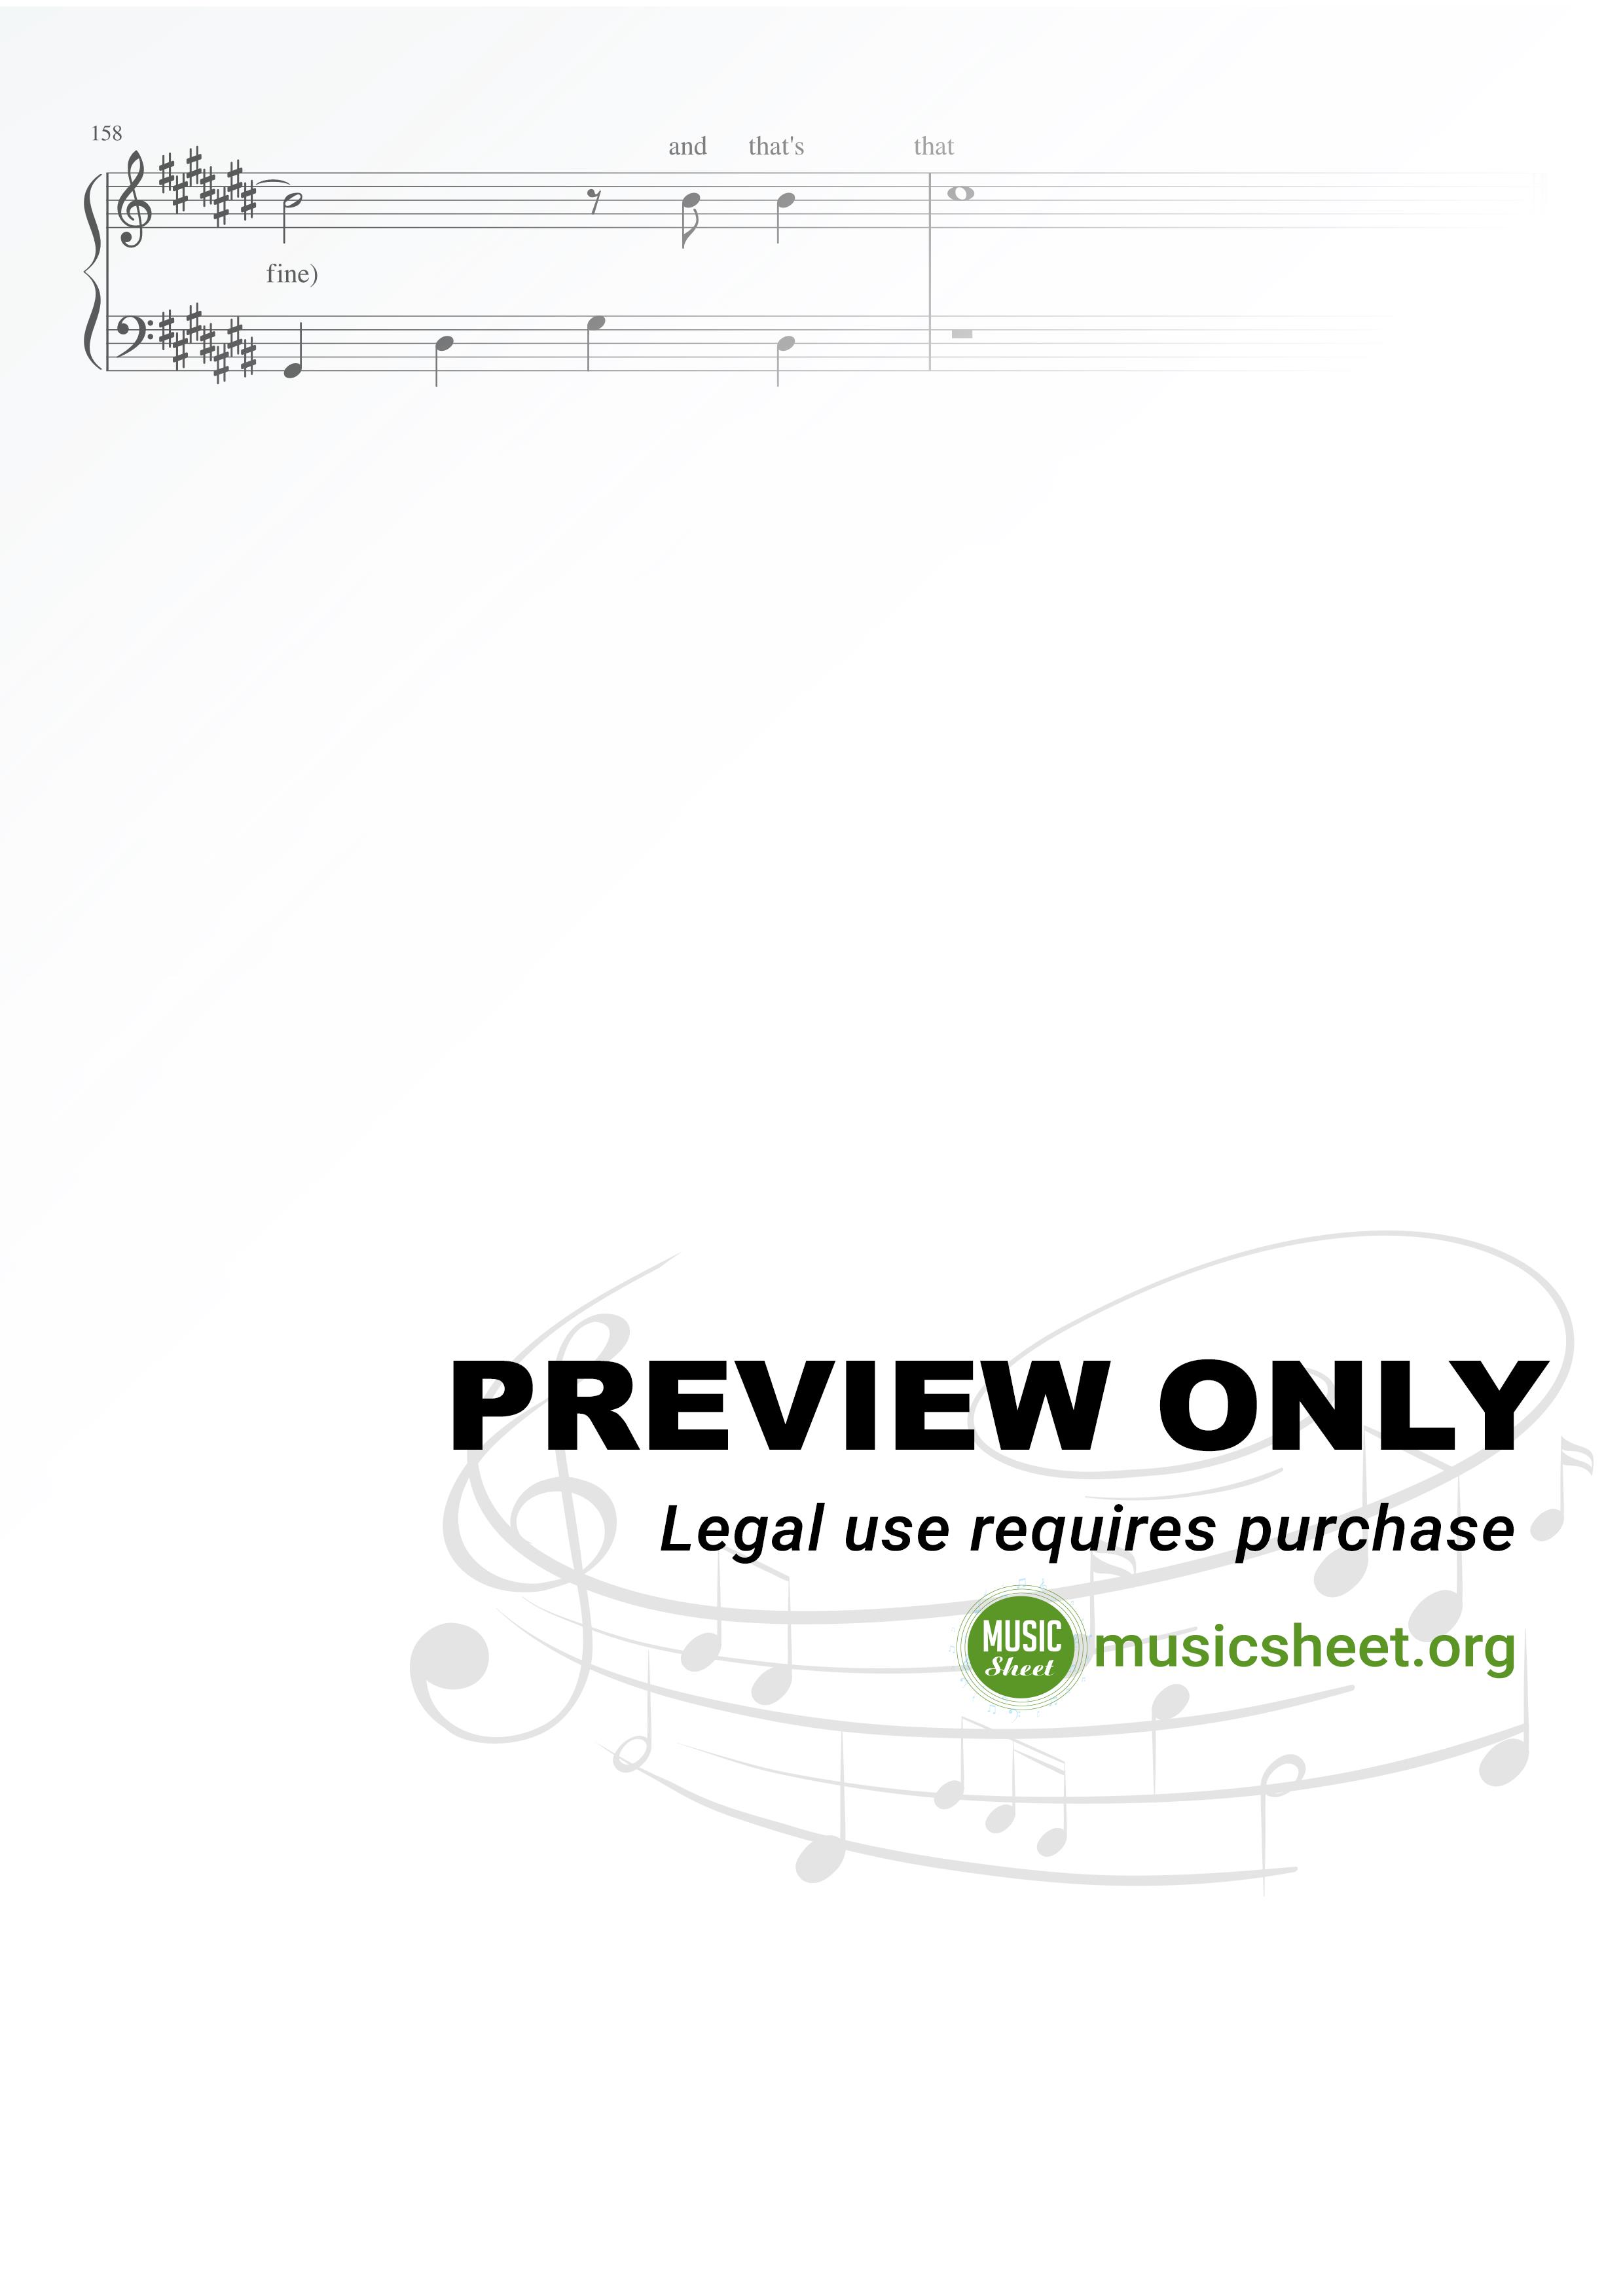 158
and that's that
fine)
PREVIEW ONLY
Legal use requires purchase
MUSIC
Sheet
musicsheet.org